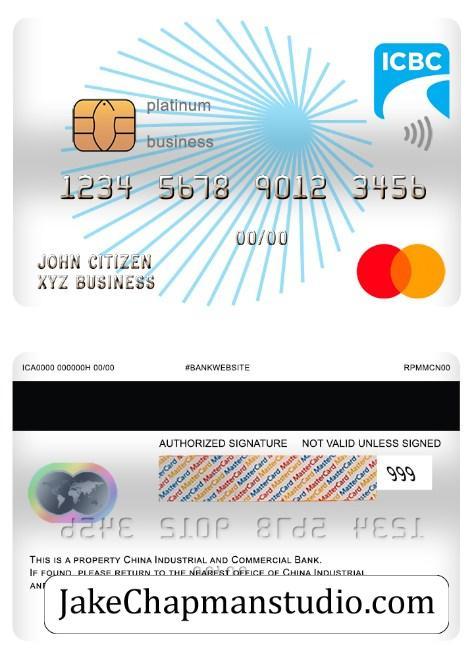 ICBC
platinum
business
1234 5678 9012 3456
00/00
JOHN CITIZEN
XYZ BUSINESS
ICA0000 000000H 00/00 #BANKWEBSITE RPMMCN00
AUTHORIZED SIGNATURE NOT VALID UNLESS SIGNED
MasterCard MasterCard MasterCard
999
THIS IS A PROPERTY CHINA INDUSTRIAL AND COMMERCIAL BANK.
IF FOUND, PLEASE RETURN TO THE NEAREST OFFICE OF CHINA INDUSTRIAL
JakeChapmanstudio.com